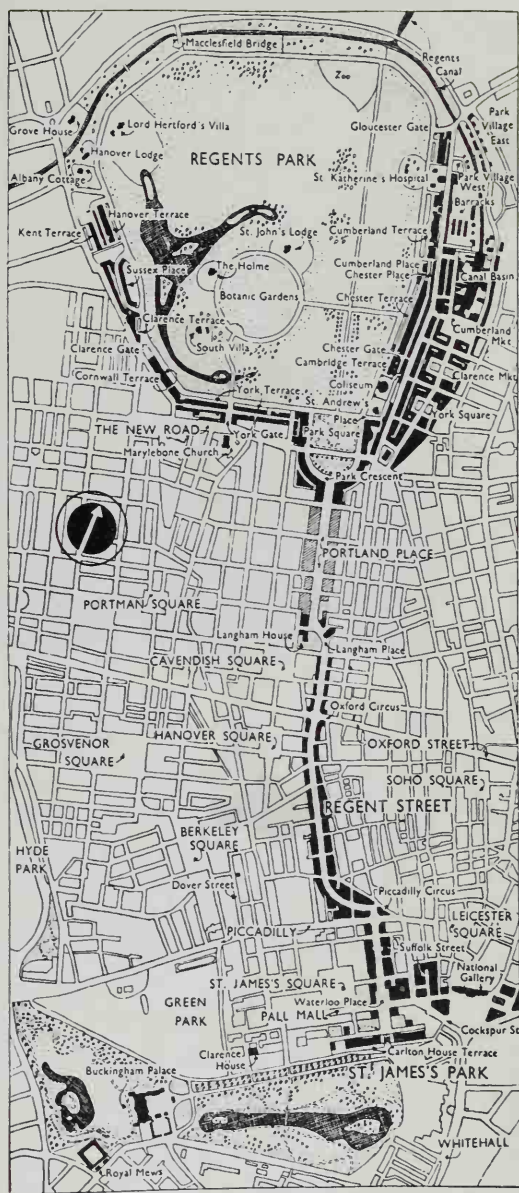 Macclesfield Bridge
Regents
Canal
Zoo
Grove House
Lord Hertford's Villa
Gloucester Gate
Park
Village
East
Hanover Lodge
REGENTS PARK
Albany Cottage
St. Katherine's Hospital
Park Village
West
Barracks
Hanover Terrace
Kent Terrace
St. John's Lodge
Cumberland Terrace
Sussex Place
The Holme
Cumberland Place
Chester Place
Canal Basin
Botanic Gardens
Chester Terrace
Clarence Terrace
Cumberland
Mkt
South Villa
Clarence Gate
Chester Gate
Cambridge Terrace
Clarence Mkt
Cornwall Terrace
Coliseum
York Terrace
St. Andrew's
Place
York Square
THE NEW ROAD
York Gate
Park Square
Marylebone Church
Park Crescent
PORTLAND PLACE
PORTMAN SQUARE
Langham House
Langham Place
CAVENDISH SQUARE
Oxford Circus
HANOVER SQUARE
OXFORD STREET
GROSVENOR
SQUARE
SOHO SQUARE
REGENT STREET
BERKELEY
SQUARE
HYDE
PARK
Dover Street
Piccadilly Circus
LEICESTER
SQUARE
PICCADILLY
Suffolk Street
National
Gallery
ST. JAMES'S SQUARE
GREEN
PARK
Waterloo Place
PALL MALL
Cockspur St
Clarence
House
Carlton House Terrace
Buckingham Palace
ST. JAMES'S PARK
WHITEHALL
Royal Mews